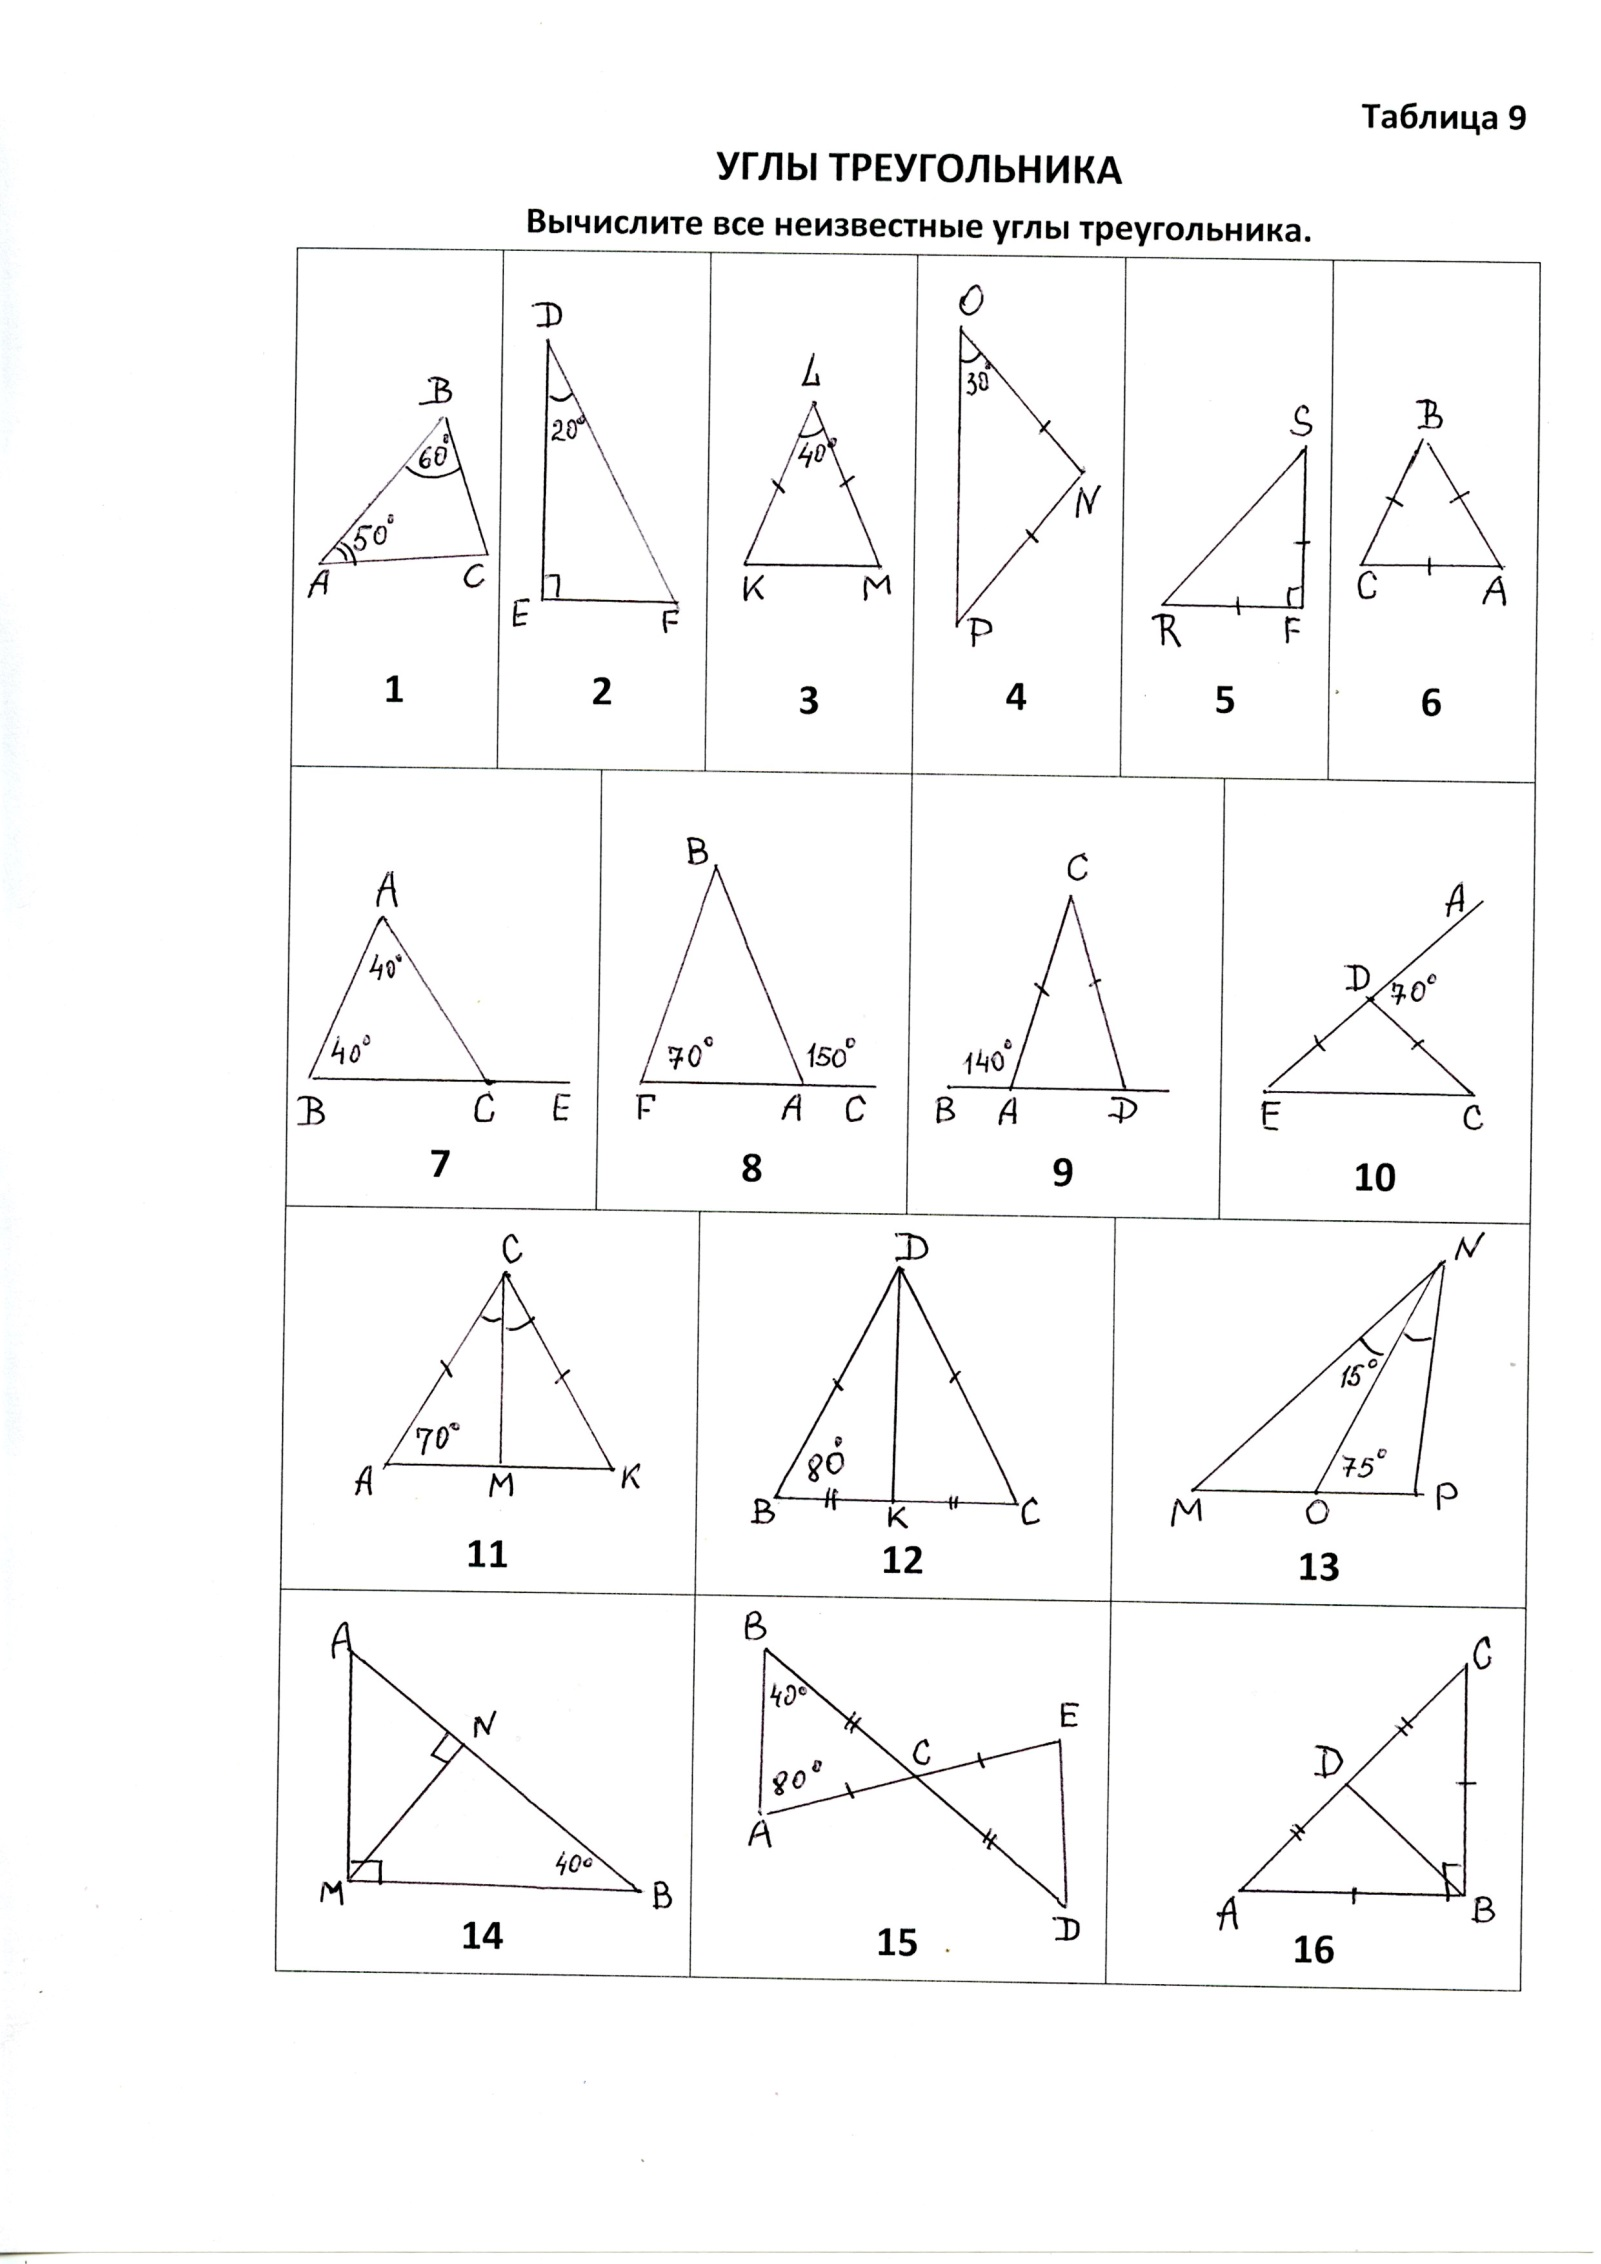 Таблица 9
УГЛЫ ТРЕУГОЛЬНИКА
Вычислите все неизвестные углы треугольника.
B
60°
50°
A
C
1
D
20°
E
F
2
L
40°
K
M
3
O
30°
N
P
4
S
R
F
5
B
C
A
6
A
40°
40°
B
C
E
7
B
70°
150°
F
A
C
8
C
140°
B
A
D
9
A
D
70°
E
C
10
C
70°
A
M
K
11
D
80°
B
K
C
12
N
15°
75°
M
O
P
13
A
N
40°
M
B
14
B
40°
E
C
80°
A
D
15
C
D
A
B
16